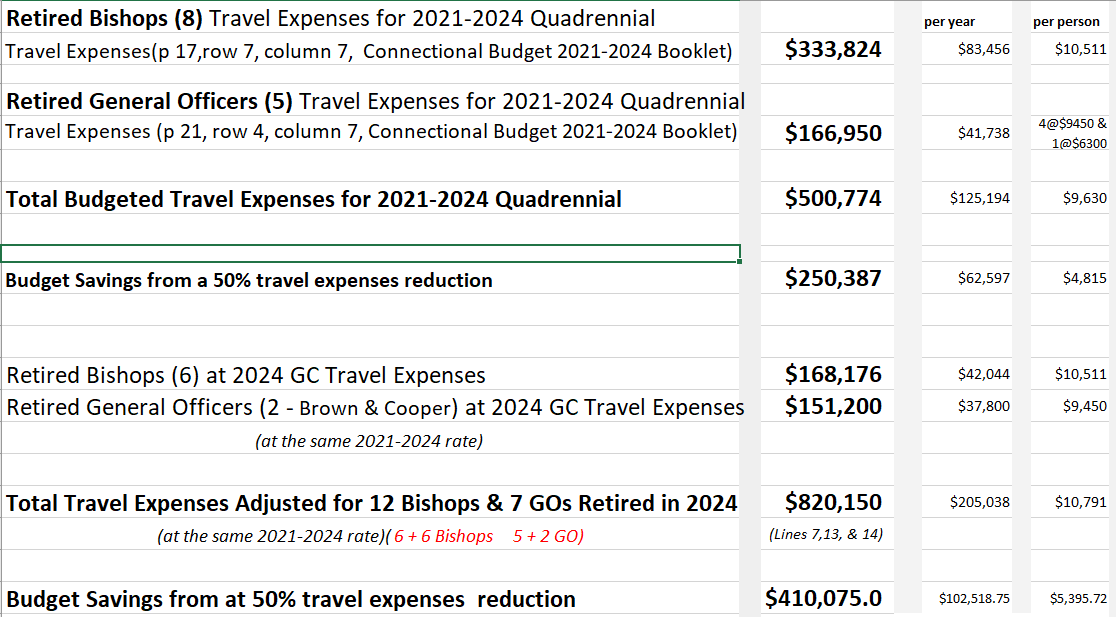 Retired Bishops (8) Travel Expenses for 2021-2024 Quadrennial per year per person
Travel Expenses(p 17,row 7, column 7, Connectional Budget 2021-2024 Booklet) $333,824 $83,456 $10,511
Retired General Officers (5) Travel Expenses for 2021-2024 Quadrennial
Travel Expenses (p 21, row 4, column 7, Connectional Budget 2021-2024 Booklet) $166,950 $41,738 4@$9450 &
1@$6300
Total Budgeted Travel Expenses for 2021-2024 Quadrennial $500,774 $125,194 $9,630
Budget Savings from a 50% travel expenses reduction $250,387 $62,597 $4,815
Retired Bishops (6) at 2024 GC Travel Expenses $168,176 $42,044 $10,511
Retired General Officers (2 - Brown & Cooper) at 2024 GC Travel Expenses $151,200 $37,800 $9,450
(at the same 2021-2024 rate)
Total Travel Expenses Adjusted for 12 Bishops & 7 GOs Retired in 2024 $820,150 $205,038 $10,791
(at the same 2021-2024 rate)( 6 + 6 Bishops 5 + 2 GO) (Lines 7,13, & 14)
Budget Savings from at 50% travel expenses reduction $410,075.0 $102,518.75 $5,395.72